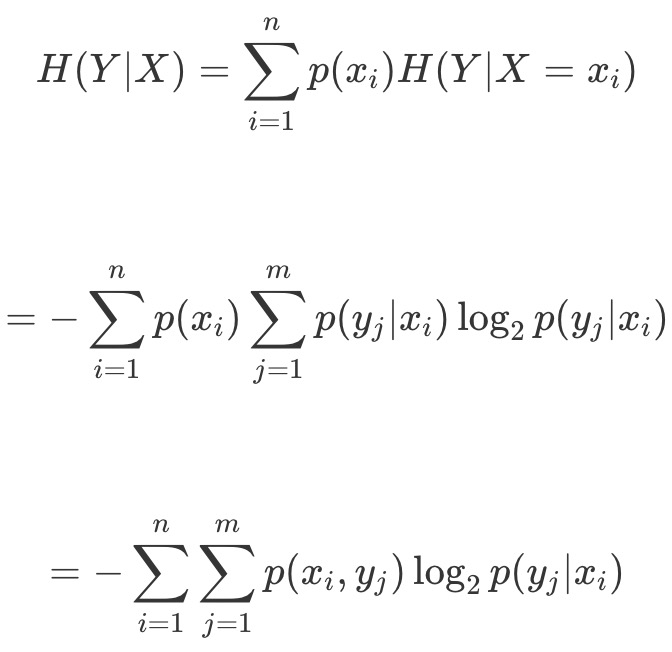 $H(Y|X) = \sum_{i=1}^{n} p(x_i) H(Y|X = x_i)$
$= - \sum_{i=1}^{n} p(x_i) \sum_{j=1}^{m} p(y_j|x_i) \log_2 p(y_j|x_i)$
$= - \sum_{i=1}^{n} \sum_{j=1}^{m} p(x_i, y_j) \log_2 p(y_j|x_i)$